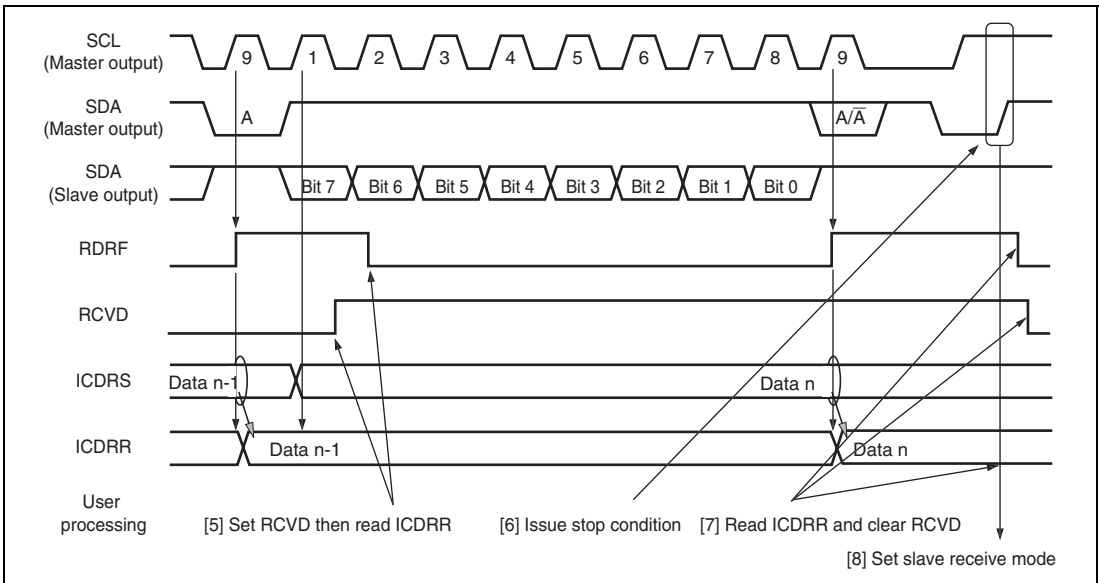 SCL
(Master output)
9 1 2 3 4 5 6 7 8 9
SDA
(Master output)
A A/A̅
SDA
(Slave output)
Bit 7 Bit 6 Bit 5 Bit 4 Bit 3 Bit 2 Bit 1 Bit 0
RDRF
RCVD
ICDRS
Data n-1 Data n
ICDRR
Data n-1 Data n
User
processing
[5] Set RCVD then read ICDRR [6] Issue stop condition [7] Read ICDRR and clear RCVD
[8] Set slave receive mode